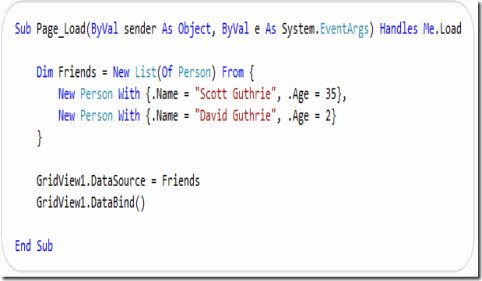 Sub Page_Load(ByVal sender As Object, ByVal e As System.EventArgs) Handles Me.Load
Dim Friends = New List(Of Person) From {
New Person With {.Name = "Scott Guthrie", .Age = 35},
New Person With {.Name = "David Guthrie", .Age = 2}
}
GridView1.DataSource = Friends
GridView1.DataBind()
End Sub